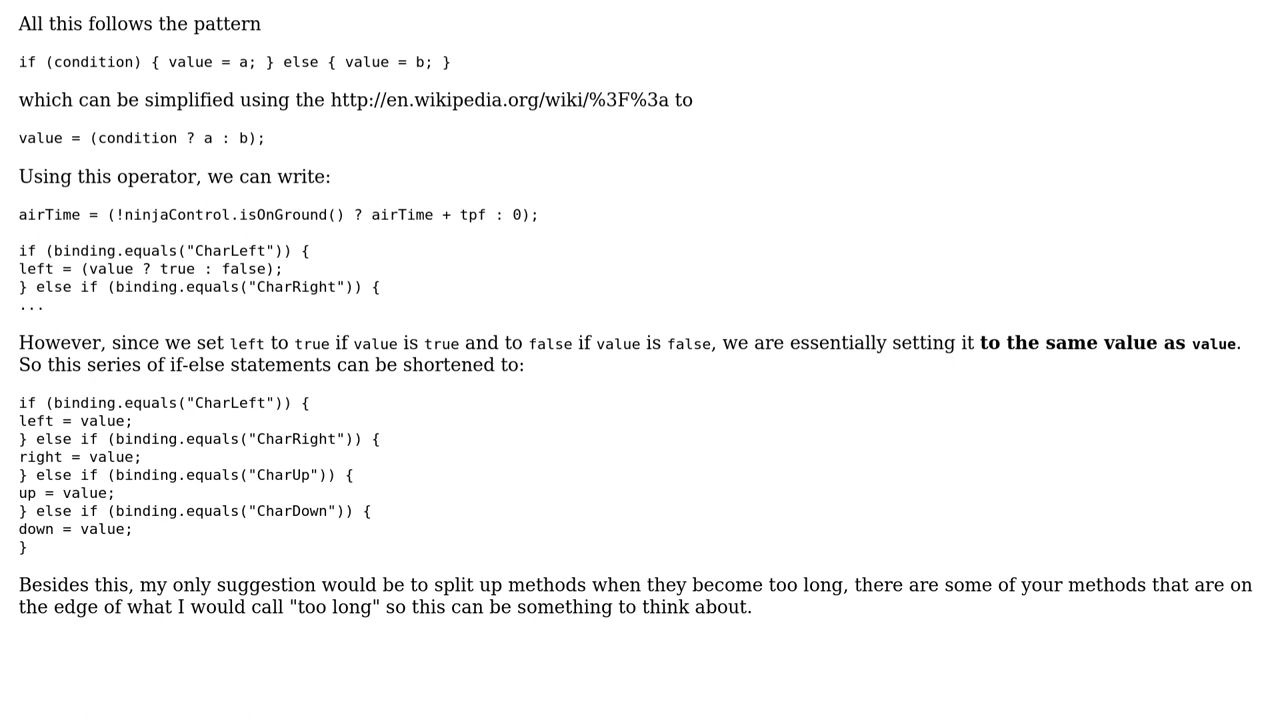 All this follows the pattern
if (condition) { value = a; } else { value = b; }
which can be simplified using the http://en.wikipedia.org/wiki/%3F%3a to
value = (condition ? a : b);
Using this operator, we can write:
airTime = (!ninjaControl.isOnGround() ? airTime + tpf : 0);
if (binding.equals("CharLeft")) {
left = (value ? true : false);
} else if (binding.equals("CharRight")) {
...
However, since we set left to true if value is true and to false if value is false, we are essentially setting it to the same value as value.
So this series of if-else statements can be shortened to:
if (binding.equals("CharLeft")) {
left = value;
} else if (binding.equals("CharRight")) {
right = value;
} else if (binding.equals("CharUp")) {
up = value;
} else if (binding.equals("CharDown")) {
down = value;
}
Besides this, my only suggestion would be to split up methods when they become too long, there are some of your methods that are on
the edge of what I would call "too long" so this can be something to think about.